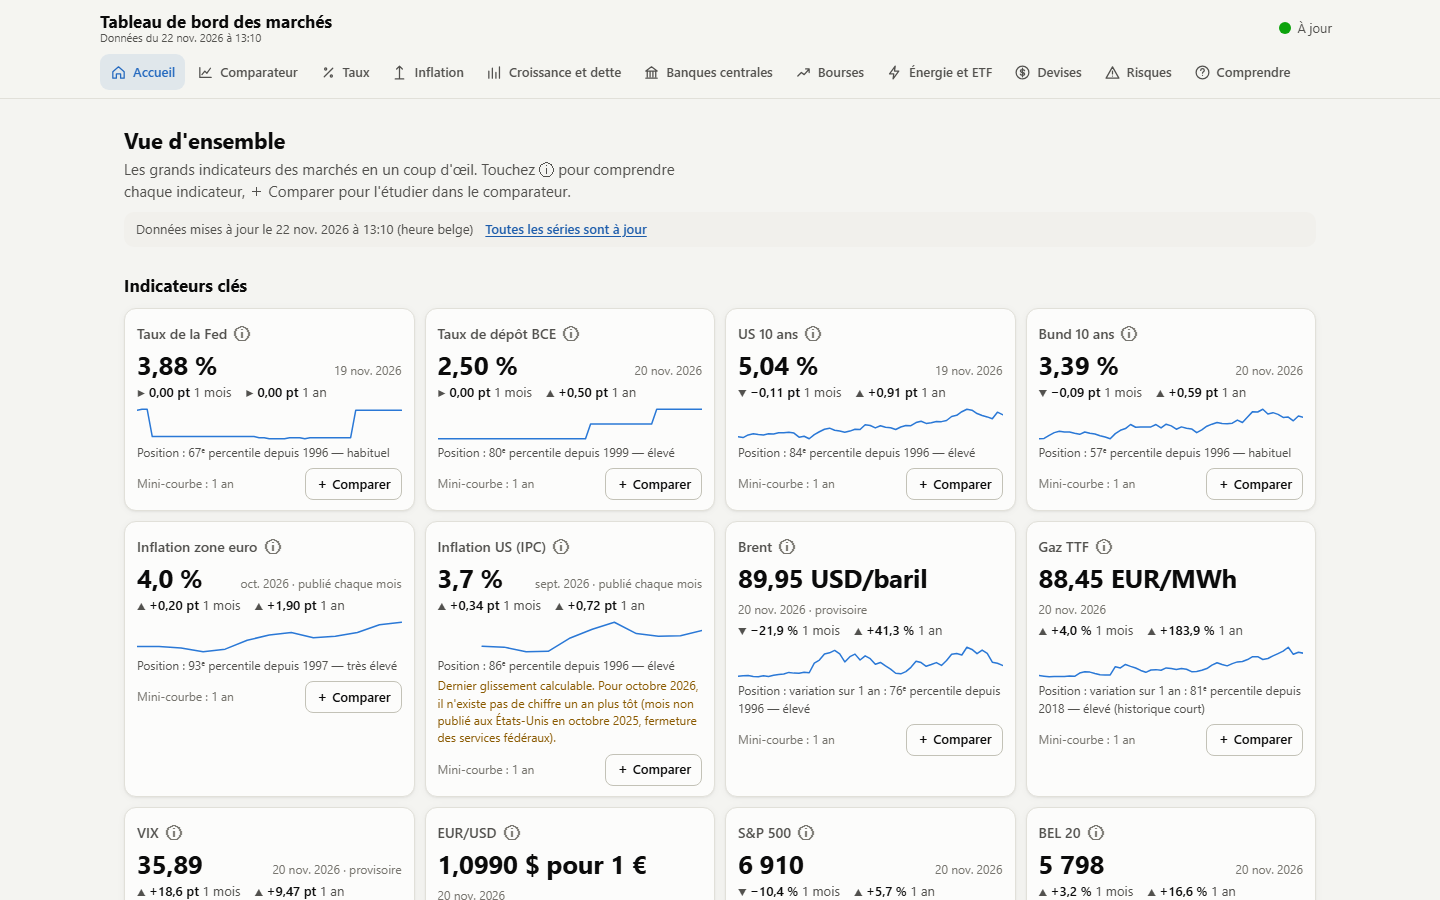 Tableau de bord des marchés
Données du 22 nov. 2026 à 13:10
À jour
Accueil Comparateur Taux Inflation Croissance et dette Banques centrales Bourses Énergie et ETF Devises Risques Comprendre
Vue d'ensemble
Les grands indicateurs des marchés en un coup d'œil. Touchez ⓘ pour comprendre
chaque indicateur, + Comparer pour l'étudier dans le comparateur.
Données mises à jour le 22 nov. 2026 à 13:10 (heure belge) Toutes les séries sont à jour
Indicateurs clés
Taux de la Fed
3,88 % 19 nov. 2026
▸ 0,00 pt 1 mois ▸ 0,00 pt 1 an
Position : 67ᵉ percentile depuis 1996 — habituel
Mini-courbe : 1 an + Comparer
Taux de dépôt BCE
2,50 % 20 nov. 2026
▸ 0,00 pt 1 mois ▲ +0,50 pt 1 an
Position : 80ᵉ percentile depuis 1999 — élevé
Mini-courbe : 1 an + Comparer
US 10 ans
5,04 % 19 nov. 2026
▼ −0,11 pt 1 mois ▲ +0,91 pt 1 an
Position : 84ᵉ percentile depuis 1996 — élevé
Mini-courbe : 1 an + Comparer
Bund 10 ans
3,39 % 20 nov. 2026
▼ −0,09 pt 1 mois ▲ +0,59 pt 1 an
Position : 57ᵉ percentile depuis 1996 — habituel
Mini-courbe : 1 an + Comparer
Inflation zone euro
4,0 % oct. 2026 · publié chaque mois
▲ +0,20 pt 1 mois ▲ +1,90 pt 1 an
Position : 93ᵉ percentile depuis 1997 — très élevé
Mini-courbe : 1 an + Comparer
Inflation US (IPC)
3,7 % sept. 2026 · publié chaque mois
▲ +0,34 pt 1 mois ▲ +0,72 pt 1 an
Position : 86ᵉ percentile depuis 1996 — élevé
Dernier glissement calculable. Pour octobre 2026,
il n'existe pas de chiffre un an plus tôt (mois non
publié aux États-Unis en octobre 2025, fermeture
des services fédéraux).
Mini-courbe : 1 an + Comparer
Brent
89,95 USD/baril
20 nov. 2026 · provisoire
▼ −21,9 % 1 mois ▲ +41,3 % 1 an
Position : variation sur 1 an : 76ᵉ percentile depuis
1996 — élevé
Mini-courbe : 1 an + Comparer
Gaz TTF
88,45 EUR/MWh
20 nov. 2026
▲ +4,0 % 1 mois ▲ +183,9 % 1 an
Position : variation sur 1 an : 81ᵉ percentile depuis
2018 — élevé (historique court)
Mini-courbe : 1 an + Comparer
VIX
35,89 20 nov. 2026 · provisoire
▲ +18,6 pt 1 mois ▲ +9,47 pt 1 an
EUR/USD
1,0990 $ pour 1 €
20 nov. 2026
S&P 500
6 910 20 nov. 2026
▼ −10,4 % 1 mois ▲ +5,7 % 1 an
BEL 20
5 798 20 nov. 2026
▲ +3,2 % 1 mois ▲ +16,6 % 1 an